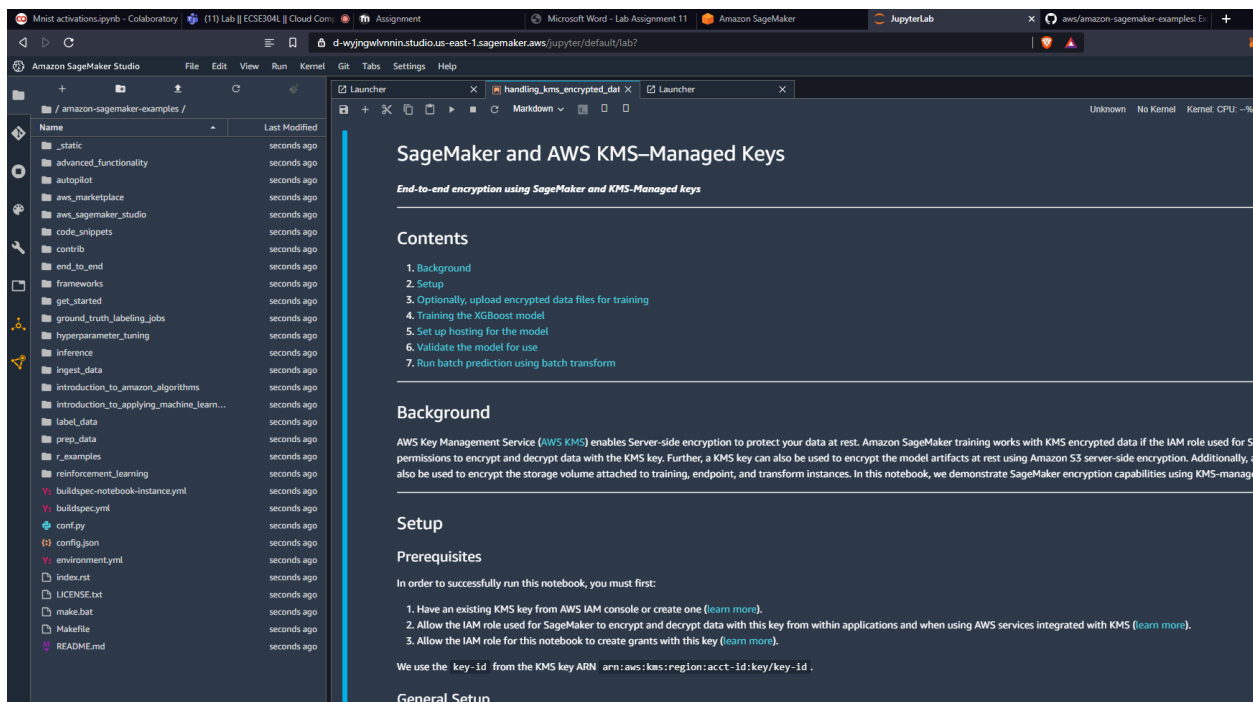 Mnist activations.ipynb - Colaboratory
(11) Lab || ECSE304L || Cloud Com
Assignment
Microsoft Word - Lab Assignment 11
Amazon SageMaker
JupyterLab
aws/amazon-sagemaker-examples: Ex
d-wyjngwlvnnin.studio.us-east-1.sagemaker.aws/jupyter/default/lab?
Amazon SageMaker Studio File Edit View Run Kernel Git Tabs Settings Help
/ amazon-sagemaker-examples /
Name Last Modified
_static seconds ago
advanced_functionality seconds ago
autopilot seconds ago
aws_marketplace seconds ago
aws_sagemaker_studio seconds ago
code_snippets seconds ago
contrib seconds ago
end_to_end seconds ago
frameworks seconds ago
get_started seconds ago
ground_truth_labeling_jobs seconds ago
hyperparameter_tuning seconds ago
inference seconds ago
ingest_data seconds ago
introduction_to_amazon_algorithms seconds ago
introduction_to_applying_machine_learn... seconds ago
label_data seconds ago
prep_data seconds ago
r_examples seconds ago
reinforcement_learning seconds ago
buildspec-notebook-instance.yml seconds ago
buildspec.yml seconds ago
conf.py seconds ago
config.json seconds ago
environment.yml seconds ago
index.rst seconds ago
LICENSE.txt seconds ago
make.bat seconds ago
Makefile seconds ago
README.md seconds ago
Launcher
handling_kms_encrypted_dat
Launcher
Markdown
Unknown No Kernel Kernel: CPU: --%
SageMaker and AWS KMS–Managed Keys
End-to-end encryption using SageMaker and KMS-Managed keys
Contents
1. Background
2. Setup
3. Optionally, upload encrypted data files for training
4. Training the XGBoost model
5. Set up hosting for the model
6. Validate the model for use
7. Run batch prediction using batch transform
Background
AWS Key Management Service (AWS KMS) enables Server-side encryption to protect your data at rest. Amazon SageMaker training works with KMS encrypted data if the IAM role used for S
permissions to encrypt and decrypt data with the KMS key. Further, a KMS key can also be used to encrypt the model artifacts at rest using Amazon S3 server-side encryption. Additionally, a
also be used to encrypt the storage volume attached to training, endpoint, and transform instances. In this notebook, we demonstrate SageMaker encryption capabilities using KMS-manage
Setup
Prerequisites
In order to successfully run this notebook, you must first:
1. Have an existing KMS key from AWS IAM console or create one (learn more).
2. Allow the IAM role used for SageMaker to encrypt and decrypt data with this key from within applications and when using AWS services integrated with KMS (learn more).
3. Allow the IAM role for this notebook to create grants with this key (learn more).
We use the key-id from the KMS key ARN arn:aws:kms:region:acct-id:key/key-id .
General Setup